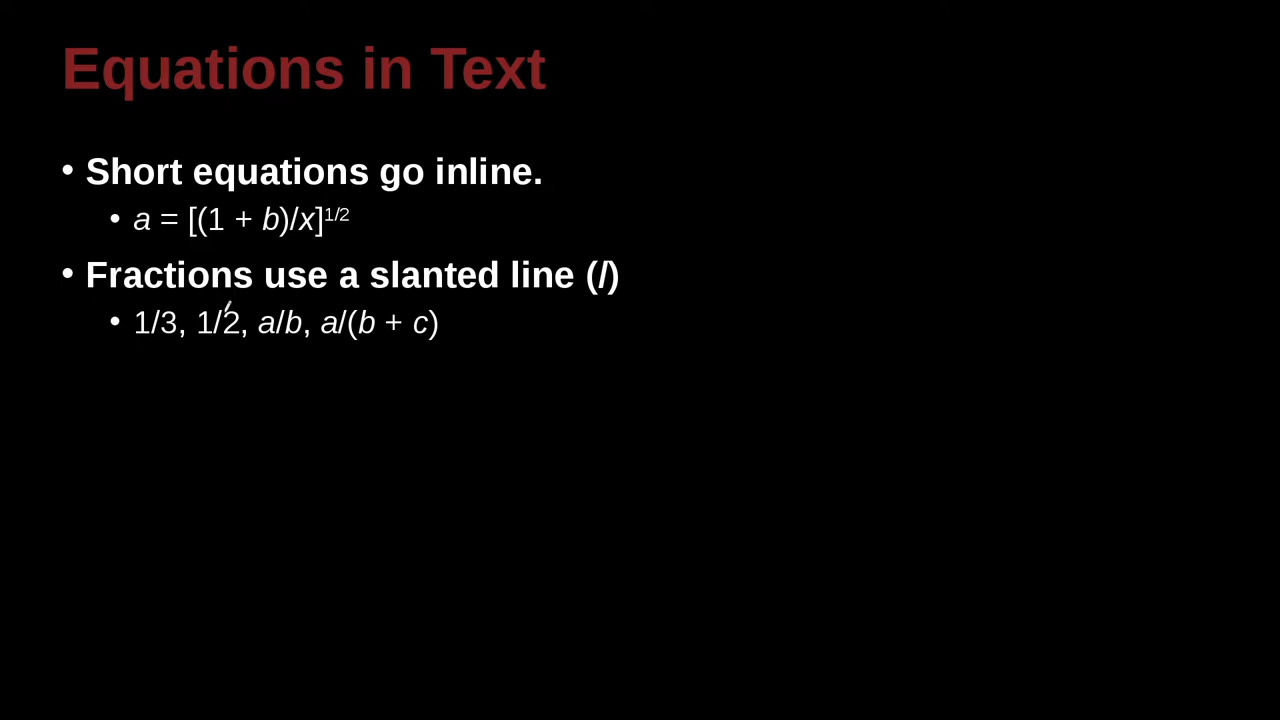 Equations in Text
• Short equations go inline.
• a = [(1 + b)/x]^1/2
• Fractions use a slanted line (/)
• 1/3, 1/2, a/b, a/(b + c)